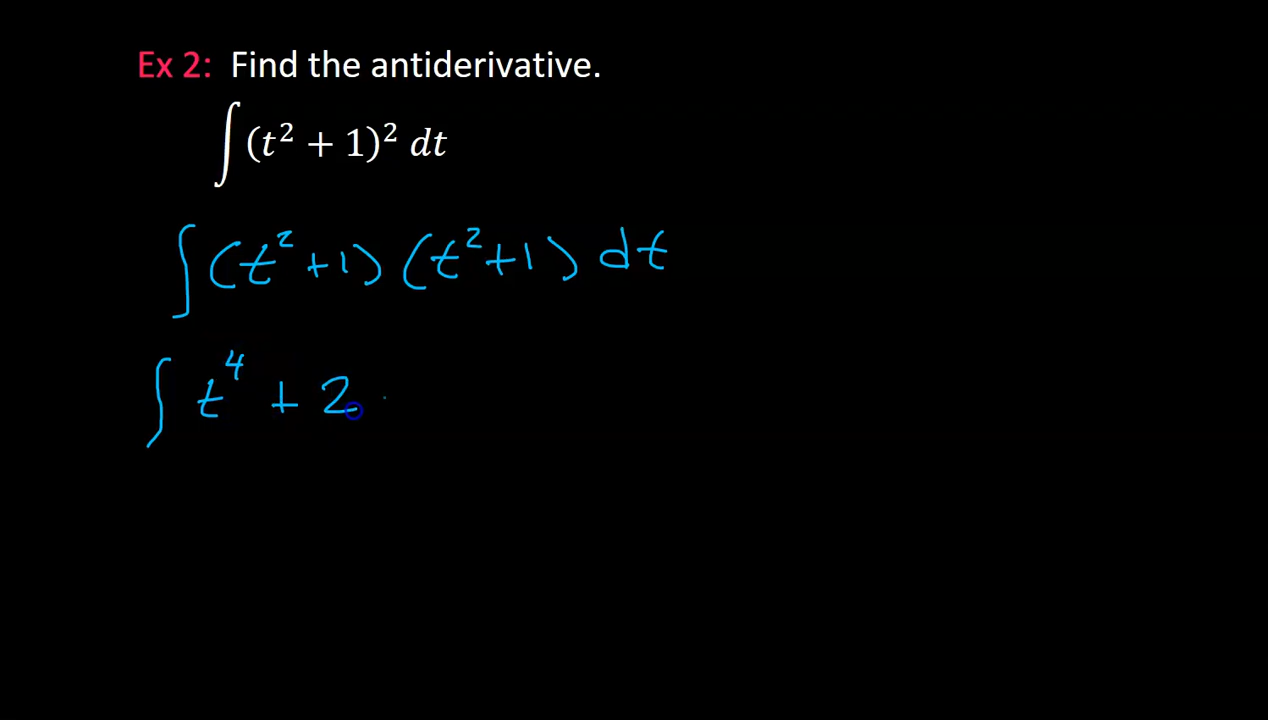 Ex 2: Find the antiderivative.
∫(t² + 1)² dt
∫(t² + 1)(t² + 1) dt
∫ t⁴ + 2